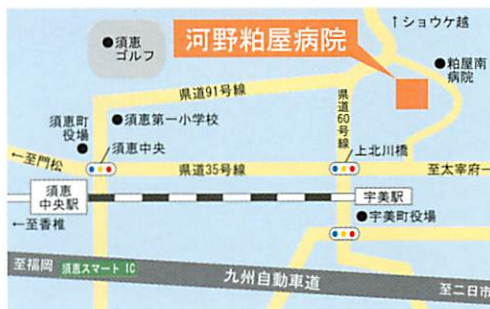 ↑ショウケ越
須恵
ゴルフ
河野粕屋病院
粕屋南
病院
県道91号線
須恵町
役場
須恵第一小学校
県道60号線
須恵中央
上北川橋
←至門松
県道35号線
至太宰府→
須恵
中央駅
宇美駅
←至香椎
宇美町役場
至福岡
須恵スマート IC
九州自動車道
至二日市